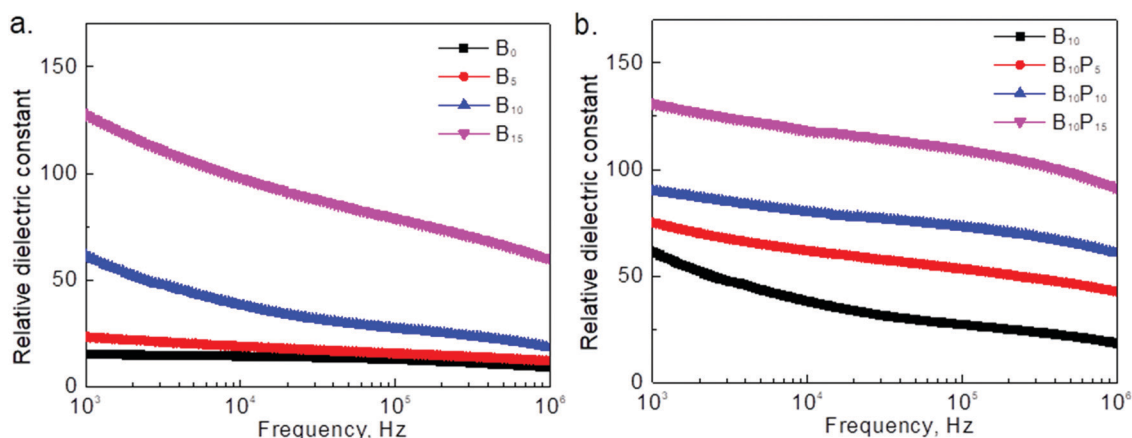 a.
Relative dielectric constant
150
100
50
0
10³
10⁴
10⁵
10⁶
Frequency, Hz
B₀
B₅
B₁₀
B₁₅
b.
Relative dielectric constant
150
100
50
0
10³
10⁴
10⁵
10⁶
Frequency, Hz
B₁₀
B₁₀P₅
B₁₀P₁₀
B₁₀P₁₅